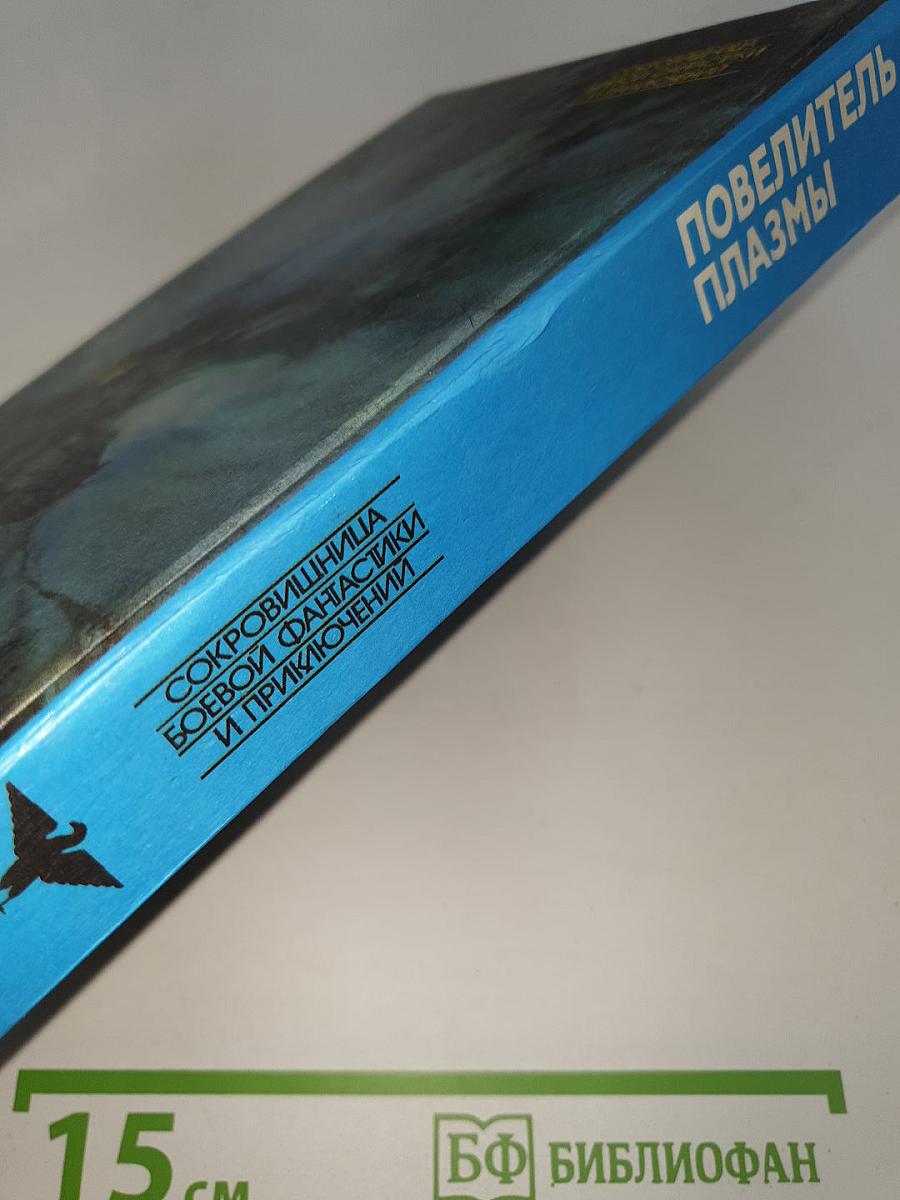 ПОВЕЛИТЕЛЬ
ПЛАЗМЫ
СОКРОВИЩНИЦА
БОЕВОЙ ФАНТАСТИКИ
И ПРИКЛЮЧЕНИЙ
15 см
БФ БИБЛИОФАН